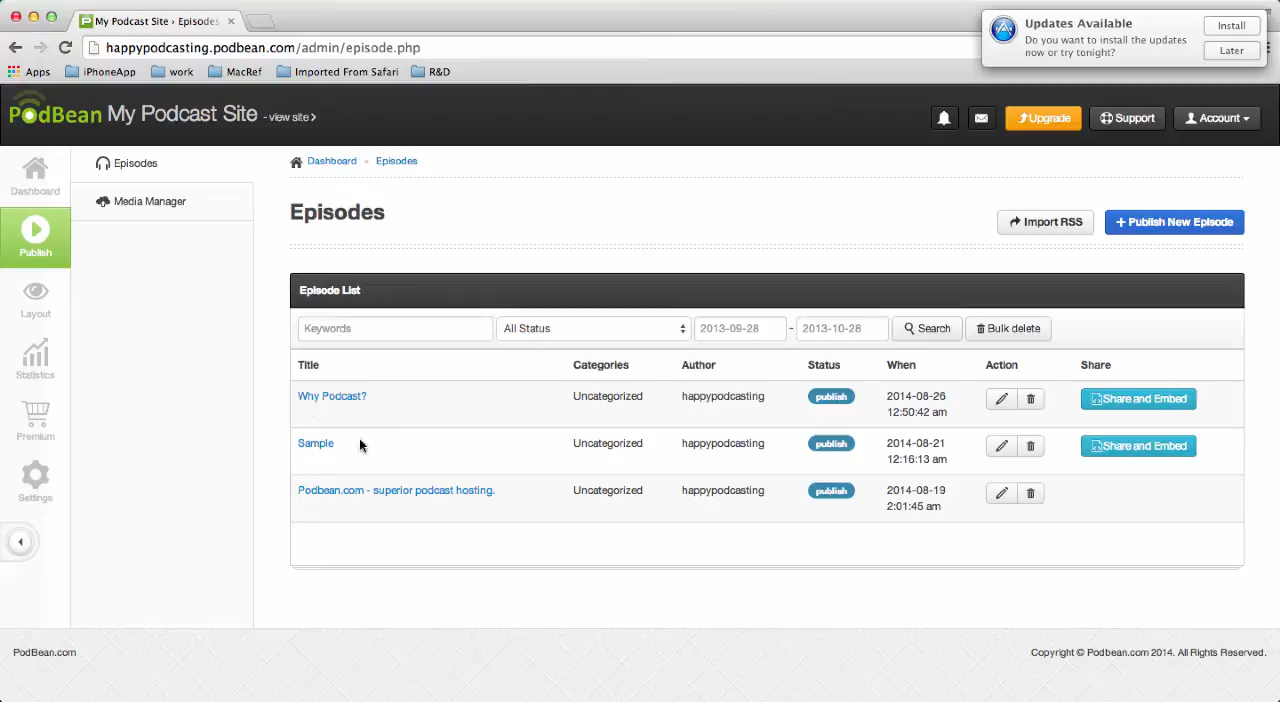 My Podcast Site › Episodes
happypodcasting.podbean.com/admin/episode.php
Updates Available
Do you want to install the updates
now or try tonight?
Install
Later
Apps iPhoneApp work MacRef Imported From Safari R&D
PodBean My Podcast Site - view site
Upgrade Support Account
Dashboard
Publish
Layout
Statistics
Premium
Settings
Episodes
Media Manager
Dashboard Episodes
Episodes
Import RSS + Publish New Episode
Episode List
Keywords All Status 2013-09-28 - 2013-10-28 Search Bulk delete
Title Categories Author Status When Action Share
Why Podcast? Uncategorized happypodcasting publish 2014-08-26 Share and Embed
12:50:42 am
Sample Uncategorized happypodcasting publish 2014-08-21 Share and Embed
12:16:13 am
Podbean.com - superior podcast hosting. Uncategorized happypodcasting publish 2014-08-19
2:01:45 am
PodBean.com Copyright © Podbean.com 2014. All Rights Reserved.